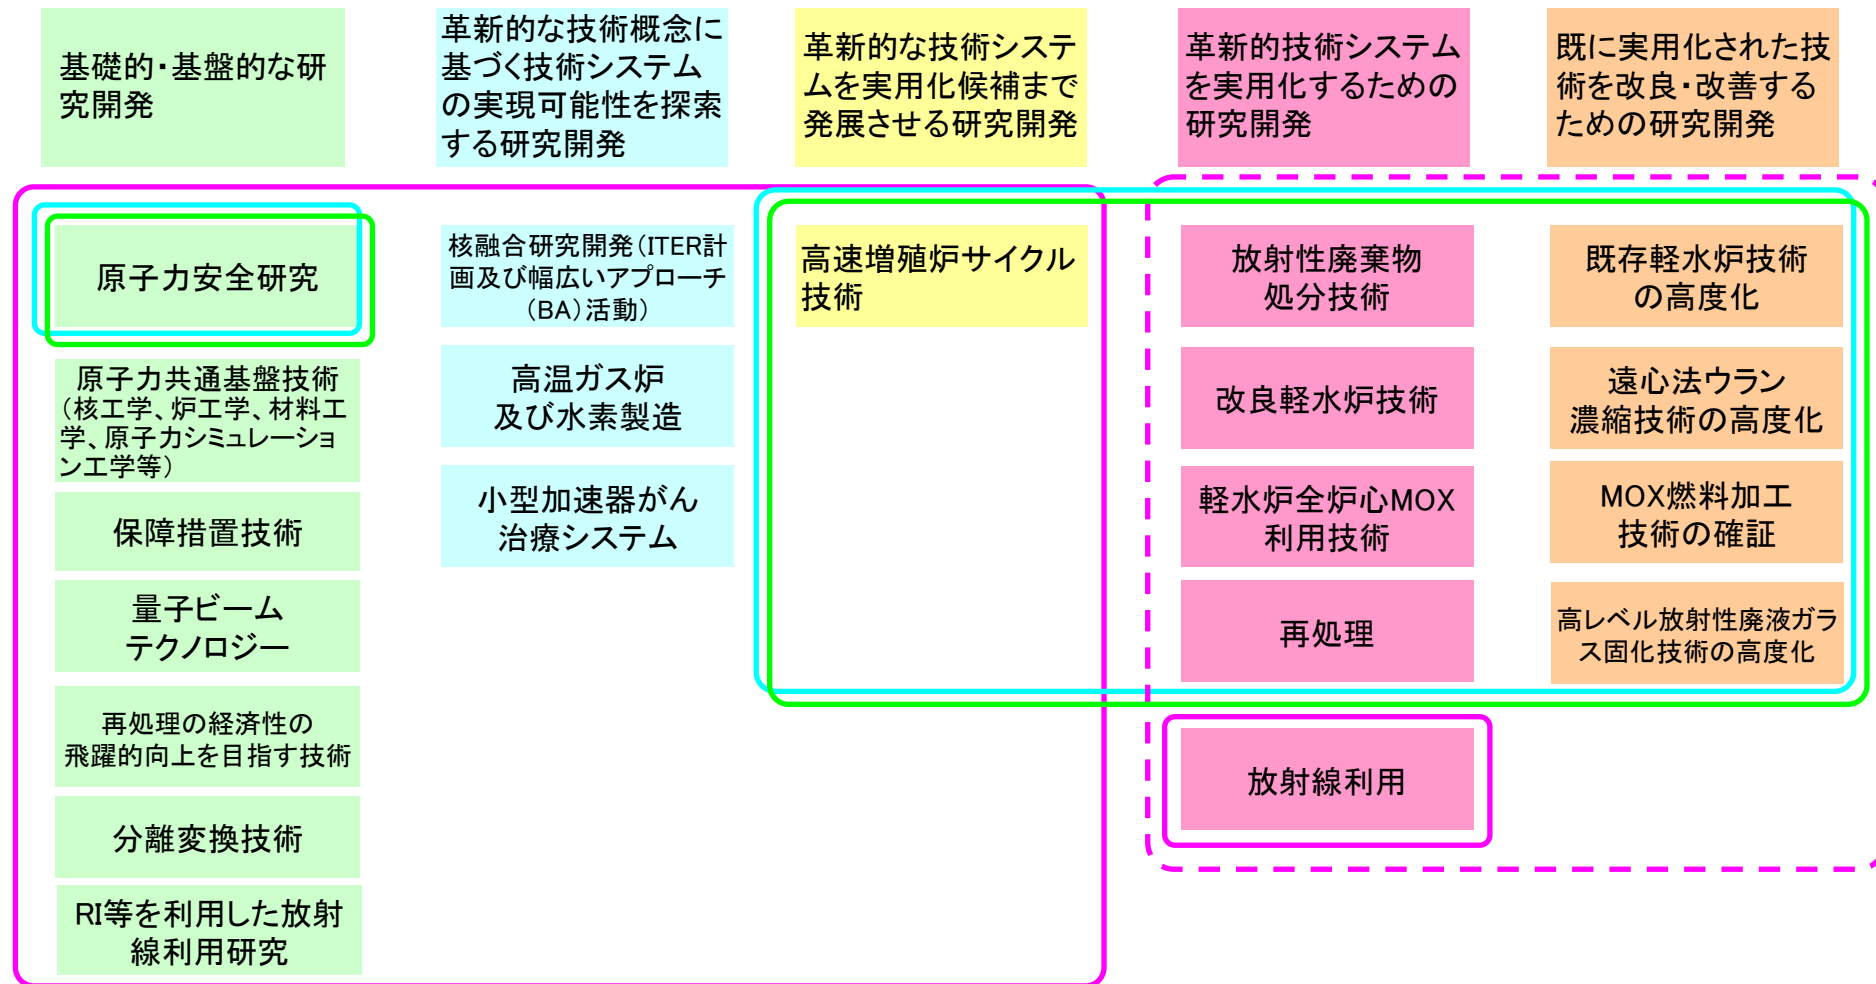 基礎的・基盤的な研
究開発
革新的な技術概念に
基づく技術システム
の実現可能性を探索
する研究開発
革新的な技術システ
ムを実用化候補まで
発展させる研究開発
革新的技術システム
を実用化するための
研究開発
既に実用化された技
術を改良・改善する
ための研究開発
原子力安全研究
原子力共通基盤技術
（核工学、炉工学、材料工
学、原子力シミュレーショ
ン工学等）
保障措置技術
量子ビーム
テクノロジー
再処理の経済性の
飛躍的向上を目指す技術
分離変換技術
RI等を利用した放射
線利用研究
核融合研究開発（ITER計
画及び幅広いアプローチ
（BA）活動）
高温ガス炉
及び水素製造
小型加速器がん
治療システム
高速増殖炉サイクル
技術
放射性廃棄物
処分技術
改良軽水炉技術
軽水炉全炉心MOX
利用技術
再処理
放射線利用
既存軽水炉技術
の高度化
遠心法ウラン
濃縮技術の高度化
MOX燃料加工
技術の確証
高レベル放射性廃液ガラ
ス固化技術の高度化